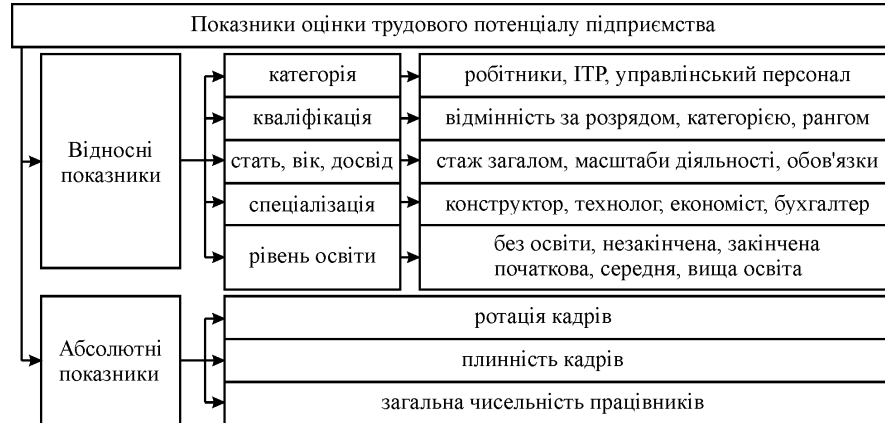 Показники оцінки трудового потенціалу підприємства
Відносні
показники
категорія
робітники, ІТР, управлінський персонал
кваліфікація
відмінність за розрядом, категорією, рангом
стать, вік, досвід
стаж загалом, масштаби діяльності, обов'язки
спеціалізація
конструктор, технолог, економіст, бухгалтер
рівень освіти
без освіти, незакінчена, закінчена
початкова, середня, вища освіта
Абсолютні
показники
ротація кадрів
плинність кадрів
загальна чисельність працівників